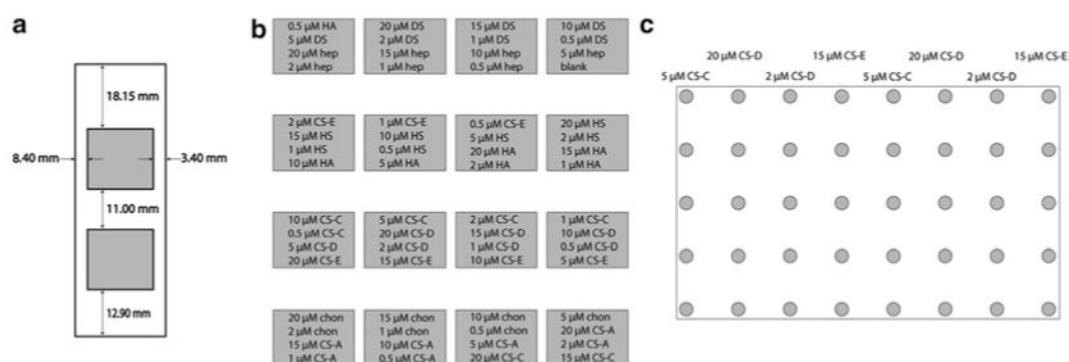 a
18.15 mm
8.40 mm
3.40 mm
11.00 mm
12.90 mm
b
0.5 µM HA
5 µM DS
20 µM hep
2 µM hep
20 µM DS
2 µM DS
15 µM hep
1 µM hep
15 µM DS
1 µM DS
10 µM hep
0.5 µM hep
10 µM DS
0.5 µM DS
5 µM hep
blank
2 µM CS-E
15 µM HS
1 µM HS
10 µM HA
1 µM CS-E
10 µM HS
0.5 µM HS
5 µM HA
0.5 µM CS-E
5 µM HS
20 µM HA
2 µM HA
20 µM HS
2 µM HS
15 µM HA
1 µM HA
10 µM CS-C
0.5 µM CS-C
5 µM CS-D
20 µM CS-E
5 µM CS-C
20 µM CS-D
2 µM CS-D
15 µM CS-E
2 µM CS-C
15 µM CS-D
1 µM CS-D
10 µM CS-E
1 µM CS-C
10 µM CS-D
0.5 µM CS-D
5 µM CS-E
20 µM chon
2 µM chon
15 µM CS-A
1 µM CS-A
15 µM chon
1 µM chon
10 µM CS-A
0.5 µM CS-A
10 µM chon
0.5 µM chon
5 µM CS-A
20 µM CS-C
5 µM chon
20 µM CS-A
2 µM CS-A
15 µM CS-C
c
20 µM CS-D 15 µM CS-E 20 µM CS-D 15 µM CS-E
5 µM CS-C 2 µM CS-D 5 µM CS-C 2 µM CS-D